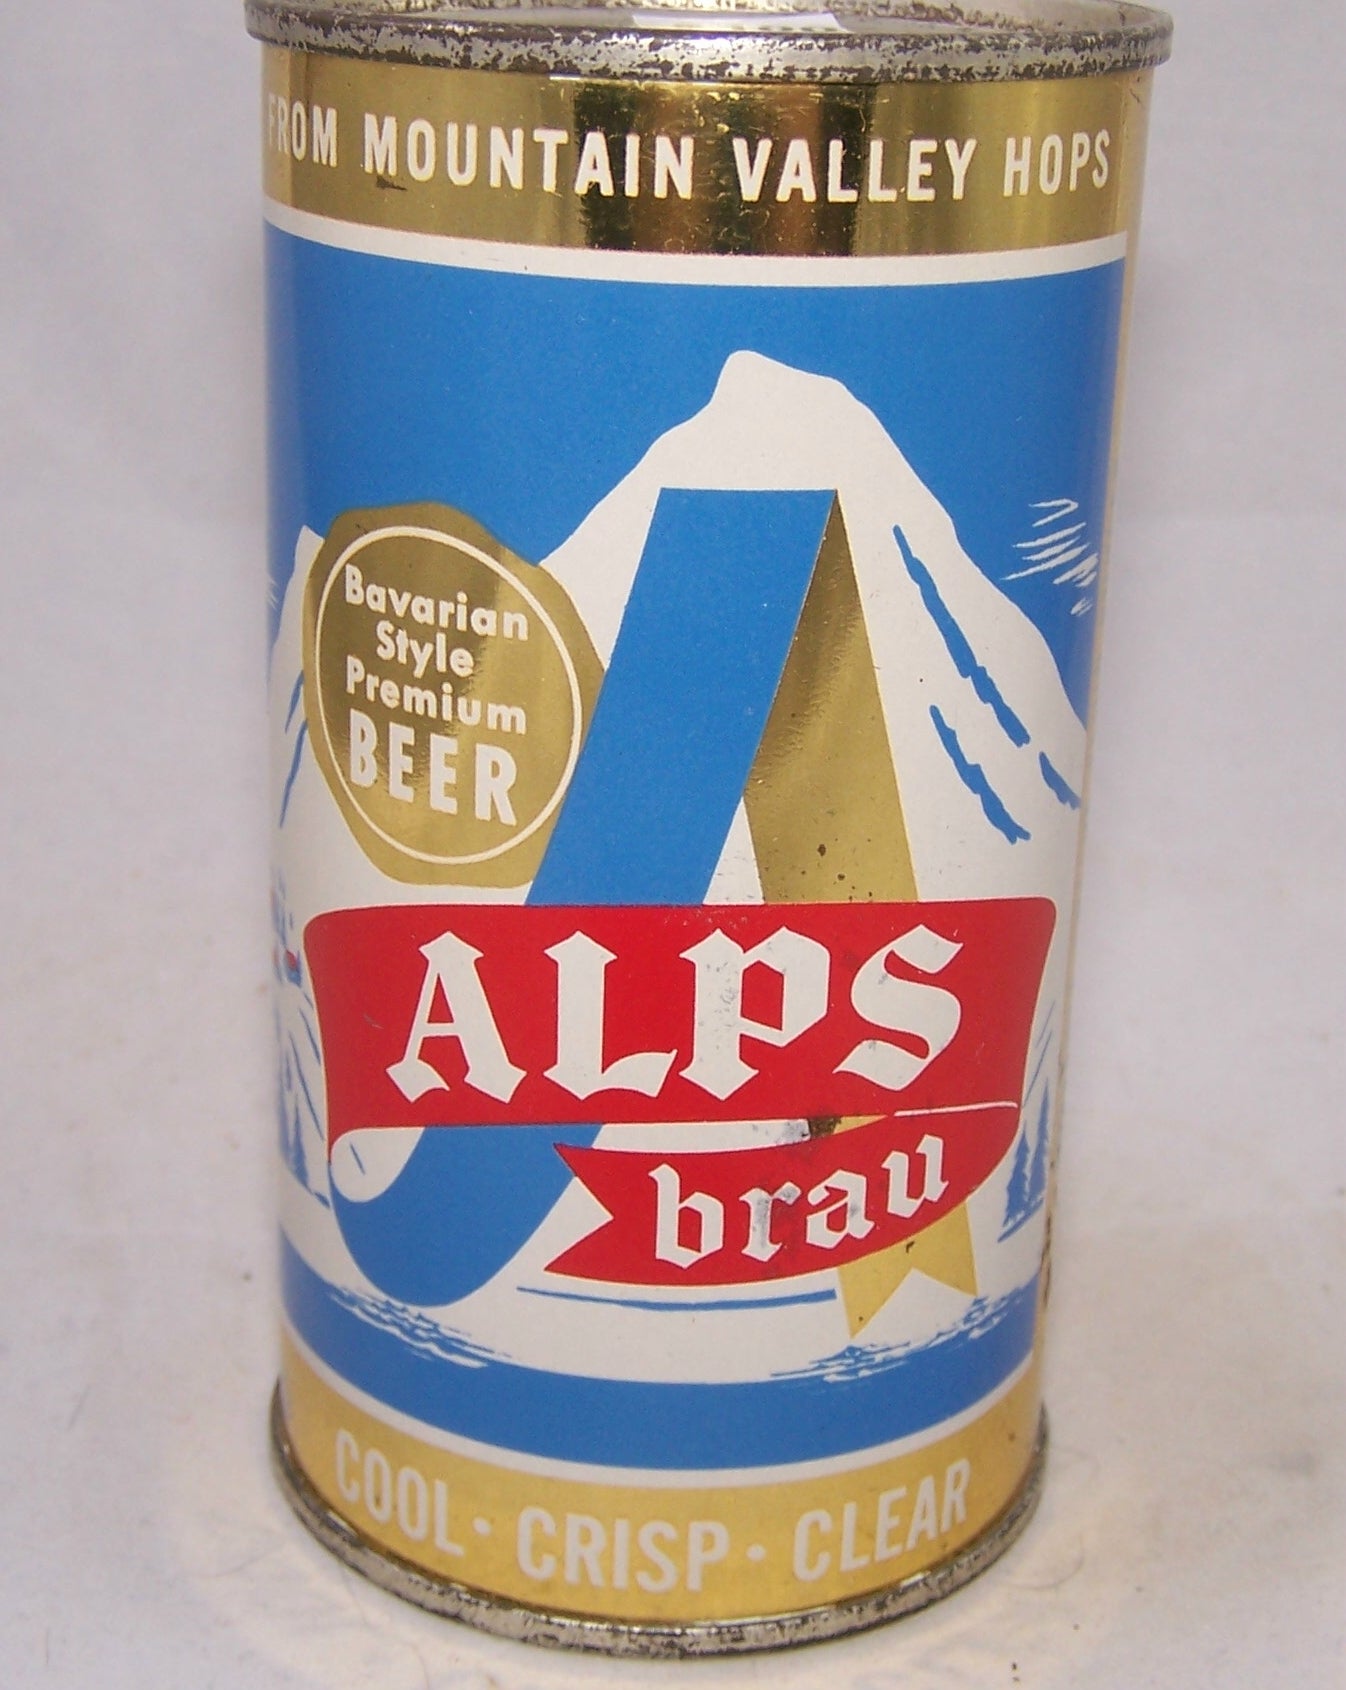 FROM MOUNTAIN VALLEY HOPS
Bavarian
Style
Premium
BEER
ALPS
brau
COOL · CRISP · CLEAR